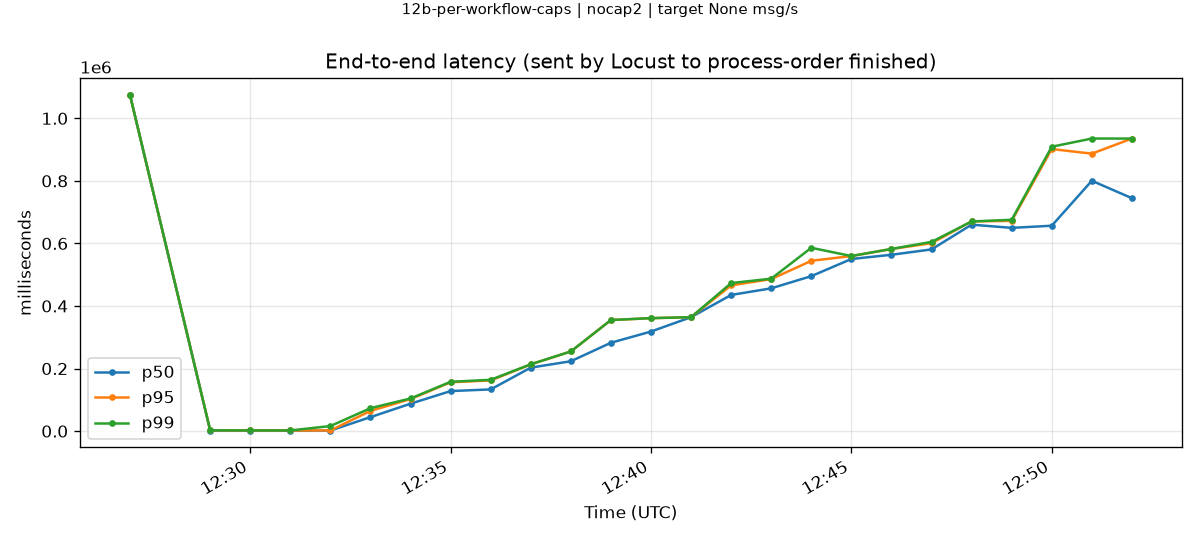 12b-per-workflow-caps | nocap2 | target None msg/s
End-to-end latency (sent by Locust to process-order finished)
1e6
1.0
0.8
0.6
0.4
0.2
0.0
milliseconds
p50
p95
p99
12:30
12:35
12:40
12:45
12:50
Time (UTC)